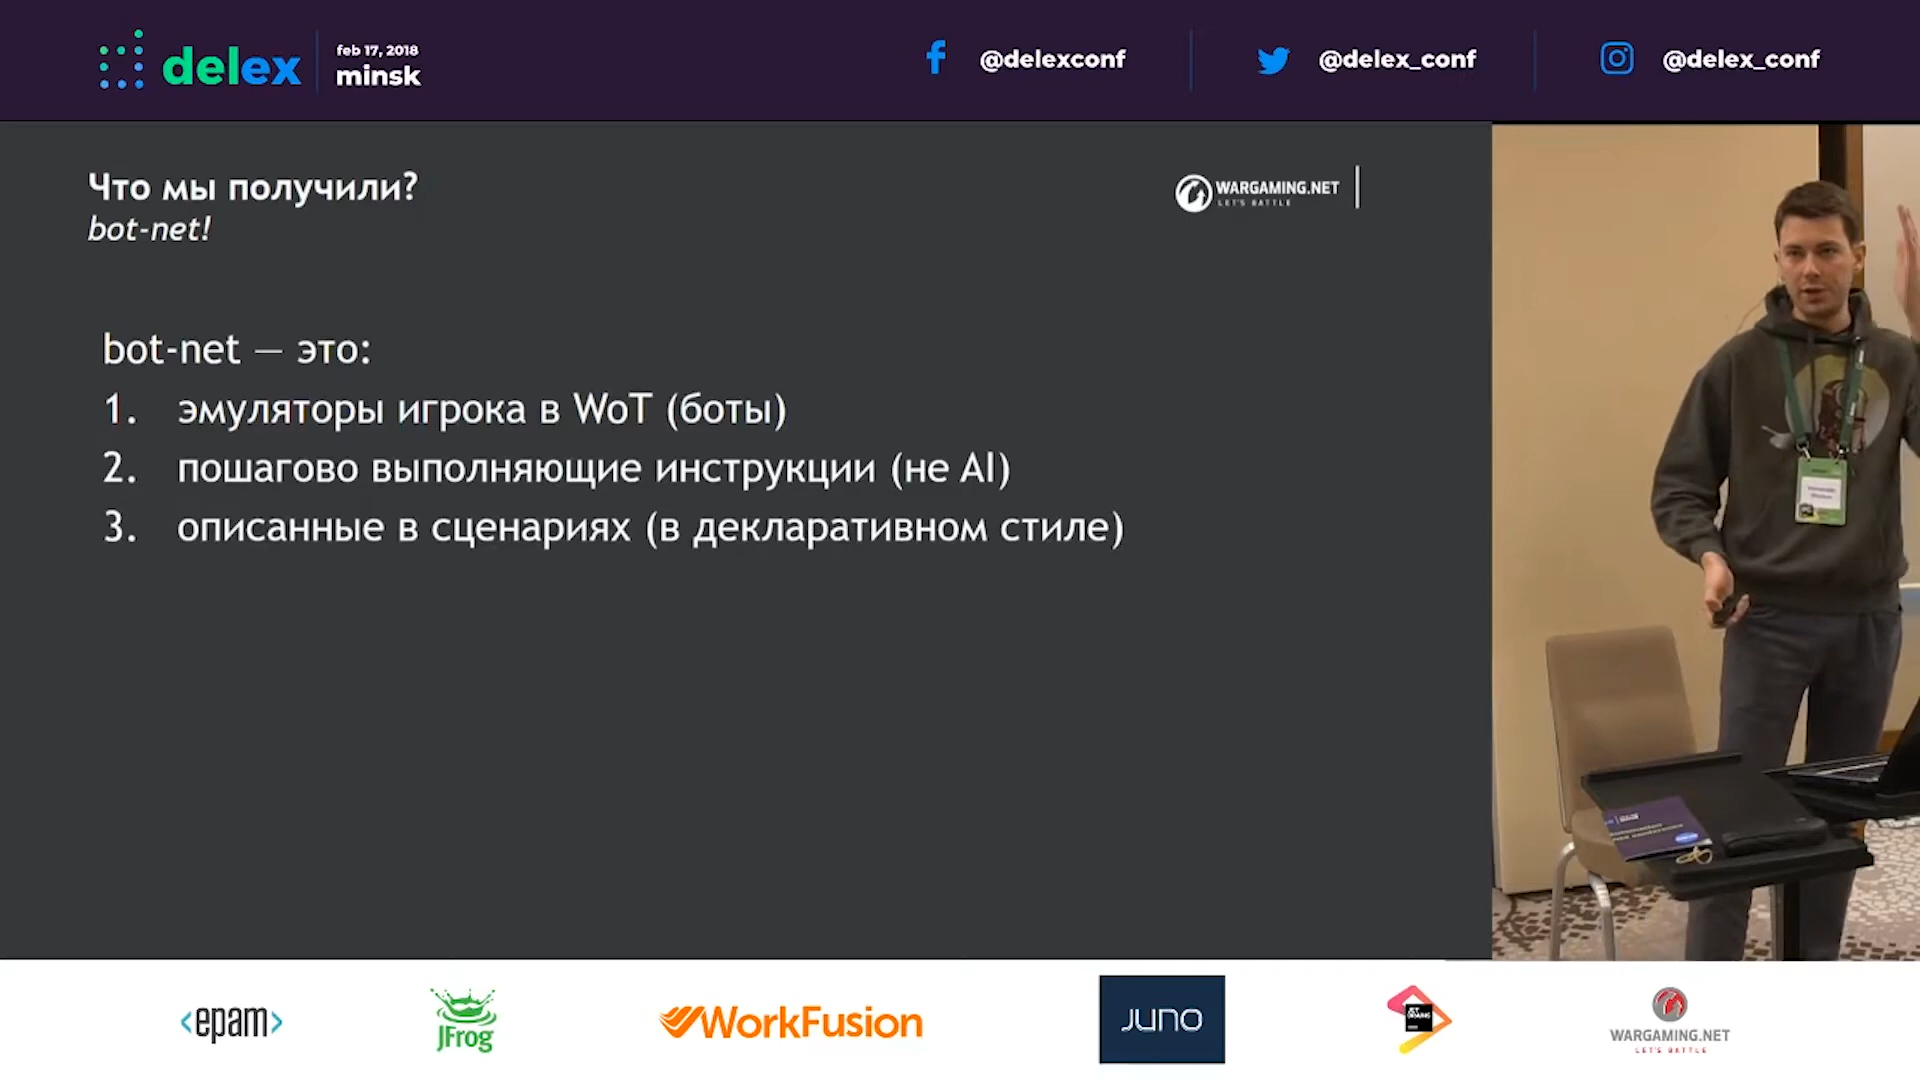 delex
feb 17, 2018
minsk
@delexconf
@delex_conf
@delex_conf
Что мы получили?
bot-net!
WARGAMING.NET
LET'S BATTLE
bot-net — это:
1. эмуляторы игрока в WoT (боты)
2. пошагово выполняющие инструкции (не AI)
3. описанные в сценариях (в декларативном стиле)
<epam>
JFrog
WorkFusion
JUNO
JET
BRAINS
WARGAMING.NET
LET'S BATTLE